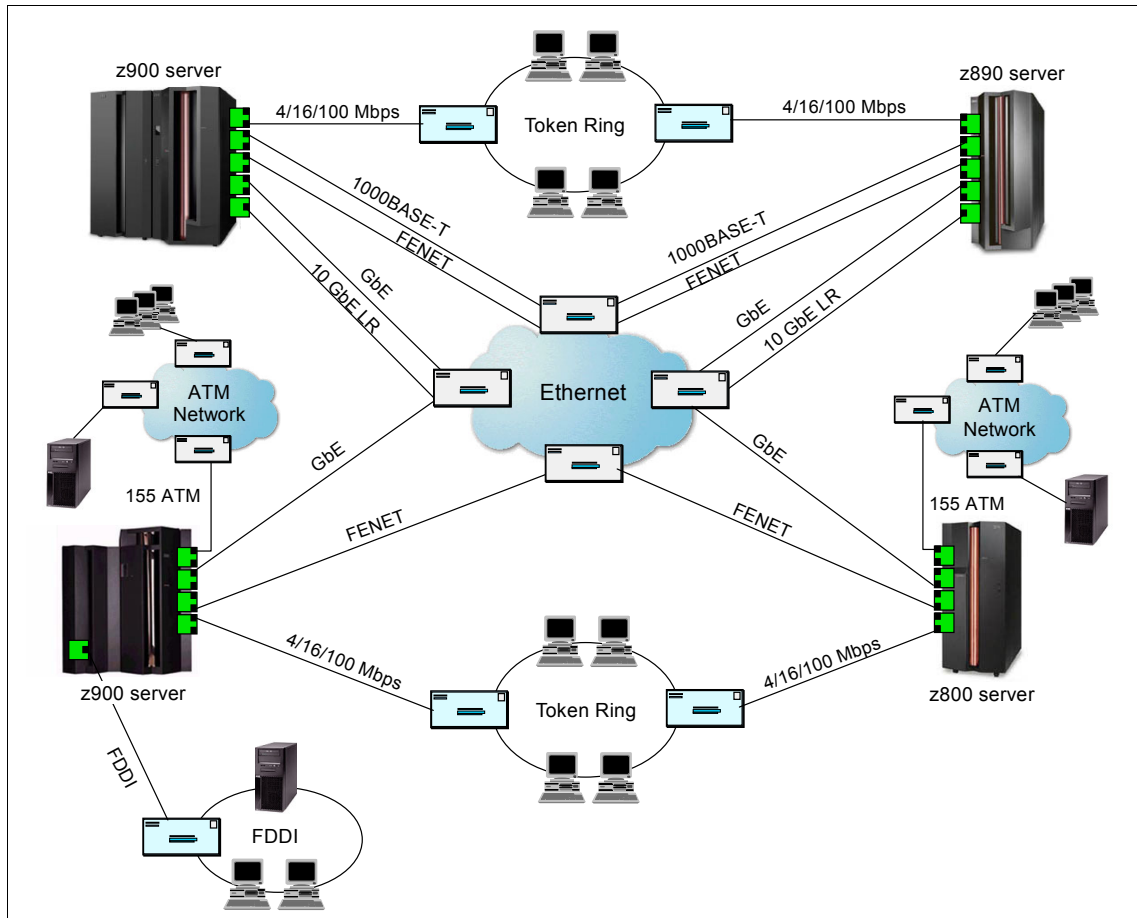 z900 server
z890 server
4/16/100 Mbps
Token Ring
4/16/100 Mbps
1000BASE-T
FENET
GbE
10 GbE LR
1000BASE-T
FENET
GbE
10 GbE LR
ATM
Network
Ethernet
ATM
Network
GbE
GbE
155 ATM
155 ATM
FENET
FENET
z900 server
4/16/100 Mbps
Token Ring
4/16/100 Mbps
z800 server
FDDI
FDDI